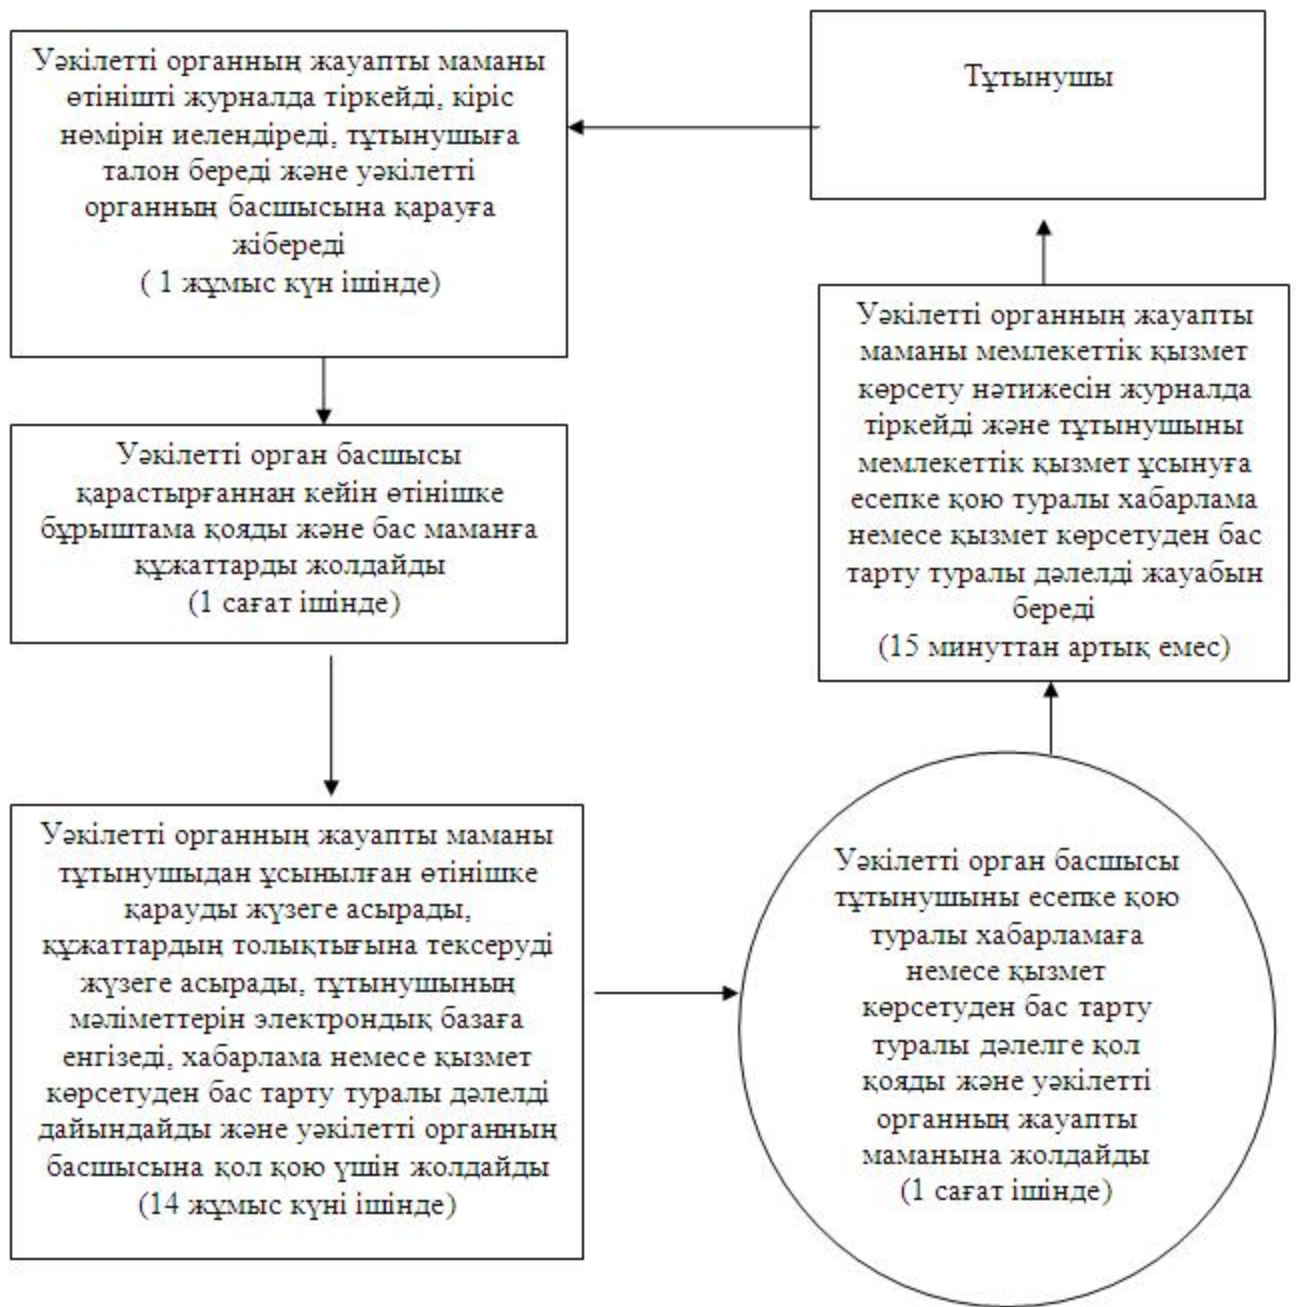 Тұтынушы
Уәкілетті органның жауапты маманы
өтінішті журналда тіркейді, кіріс
нөмірін иелендіреді, тұтынушыға
талон береді және уәкілетті
органның басшысына қарауға
жібереді
( 1 жұмыс күн ішінде)
Уәкілетті орган басшысы
қарастырғаннан кейін өтінішке
бұрыштама қояды және бас маманға
құжаттарды жолдайды
(1 сағат ішінде)
Уәкілетті органның жауапты маманы
тұтынушыдан ұсынылған өтінішке
қарауды жүзеге асырады,
құжаттардың толықтығына тексеруді
жүзеге асырады, тұтынушының
мәліметтерін электрондық базаға
енгізеді, хабарлама немесе қызмет
көрсетуден бас тарту туралы дәлелді
дайындайды және уәкілетті органның
басшысына қол қою үшін жолдайды
(14 жұмыс күні ішінде)
Уәкілетті орган басшысы
тұтынушыны есепке қою
туралы хабарламаға
немесе қызмет
көрсетуден бас тарту
туралы дәлелге қол
қояды және уәкілетті
органның жауапты
маманына жолдайды
(1 сағат ішінде)
Уәкілетті органның жауапты
маманы мемлекеттік қызмет
көрсету нәтижесін журналда
тіркейді және тұтынушыны
мемлекеттік қызмет ұсынуға
есепке қою туралы хабарлама
немесе қызмет көрсетуден бас
тарту туралы дәлелді жауабын
береді
(15 минуттан артық емес)